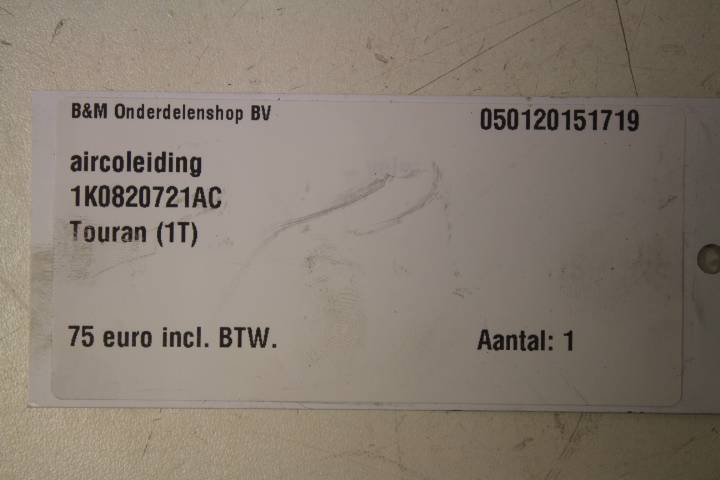 B&M Onderdelenshop BV
050120151719
aircoleiding
1K0820721AC
Touran (1T)
75 euro incl. BTW.
Aantal: 1